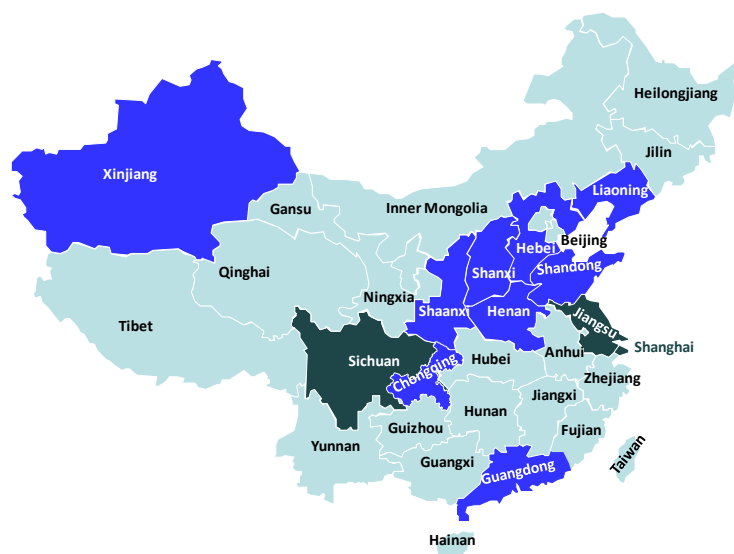 Heilongjiang
Jilin
Xinjiang
Liaoning
Gansu
Inner Mongolia
Hebei
Beijing
Qinghai
Shanxi
Shandong
Ningxia
Tibet
Shaanxi
Henan
Jiangsu
Shanghai
Sichuan
Chongqing
Hubei
Anhui
Zhejiang
Hunan
Jiangxi
Guizhou
Fujian
Yunnan
Guangxi
Guangdong
Taiwan
Hainan